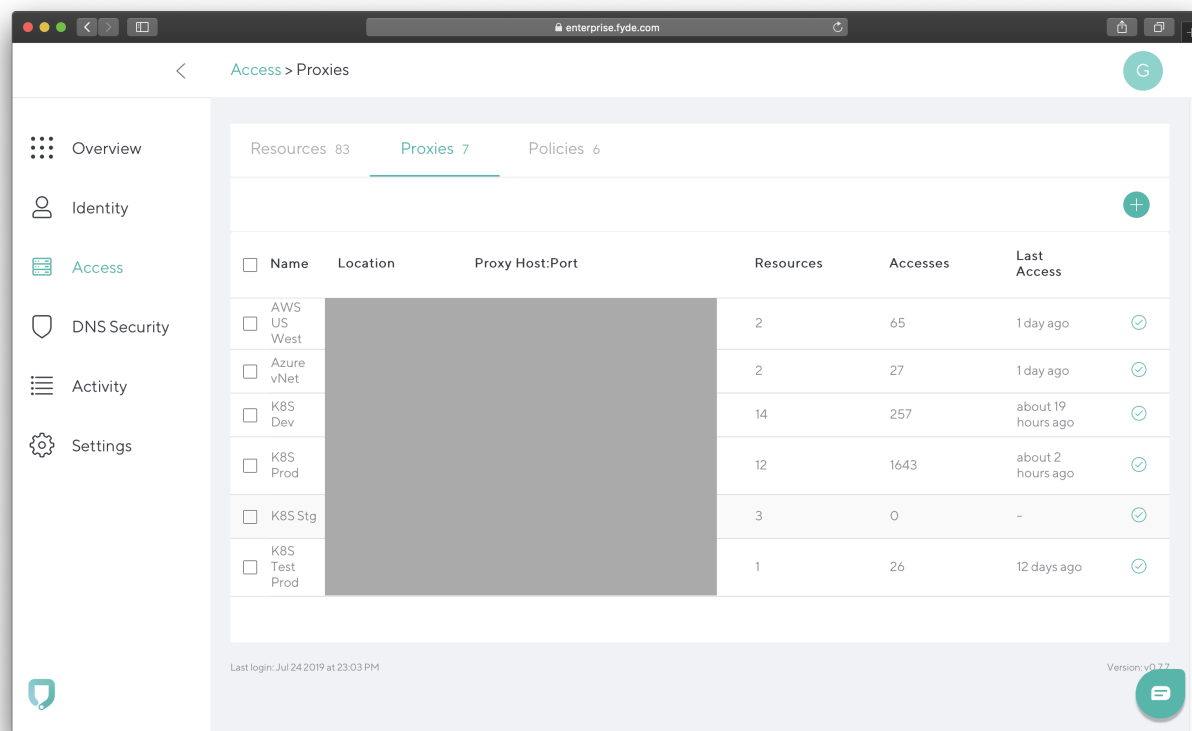 enterprise.fyde.com
Access > Proxies
G
Overview
Identity
Access
DNS Security
Activity
Settings
Resources 83 Proxies 7 Policies 6
Name Location Proxy Host:Port Resources Accesses Last
Access
AWS
US
West
2 65 1 day ago
Azure
vNet
2 27 1 day ago
K8S
Dev
14 257 about 19
hours ago
K8S
Prod
12 1643 about 2
hours ago
K8S Stg 3 0 -
K8S
Test
Prod
1 26 12 days ago
Last login: Jul 24 2019 at 23:03 PM
Version: v0.7.7